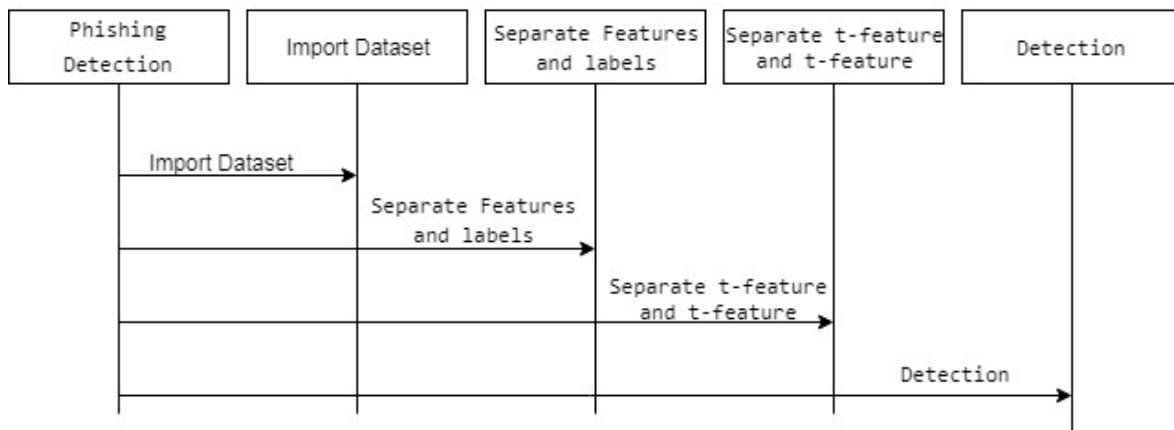 Phishing
Detection
Import Dataset
Separate Features
and labels
Separate t-feature
and t-feature
Detection
Import Dataset
Separate Features
and labels
Separate t-feature
and t-feature
Detection